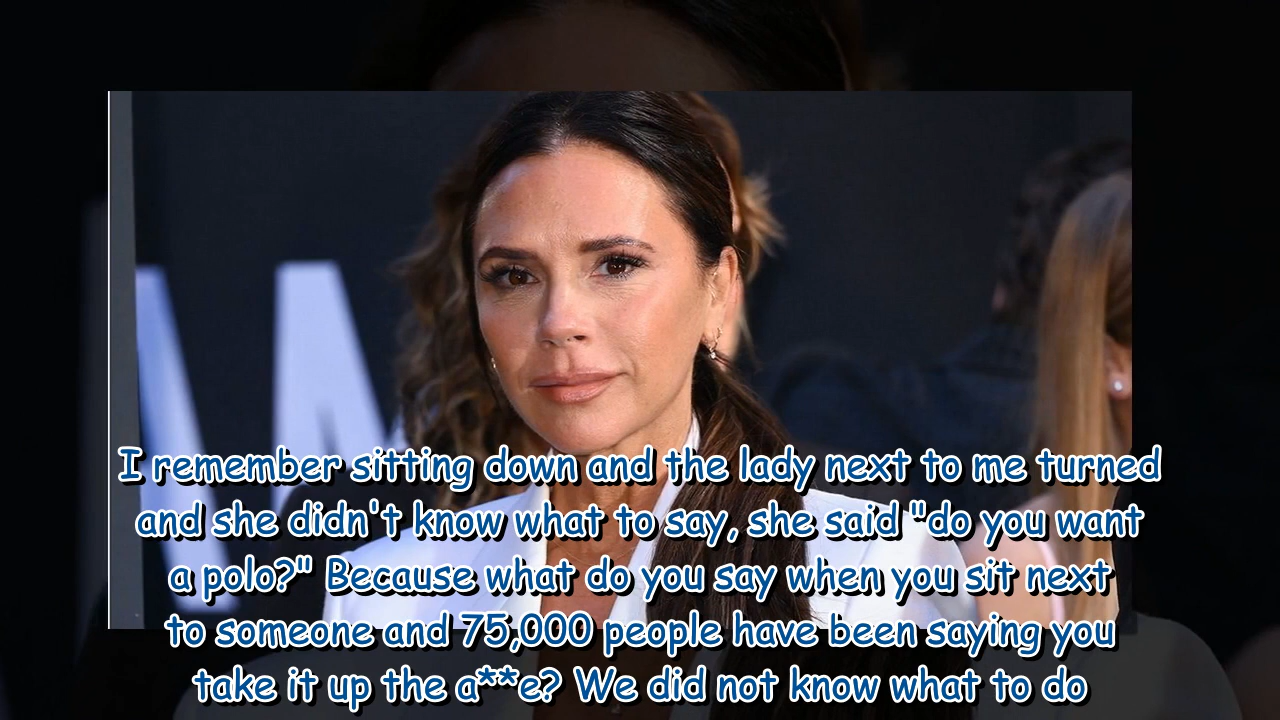 I remember sitting down and the lady next to me turned
and she didn't know what to say, she said "do you want
a polo?" Because what do you say when you sit next
to someone and 75,000 people have been saying you
take it up the a**e? We did not know what to do